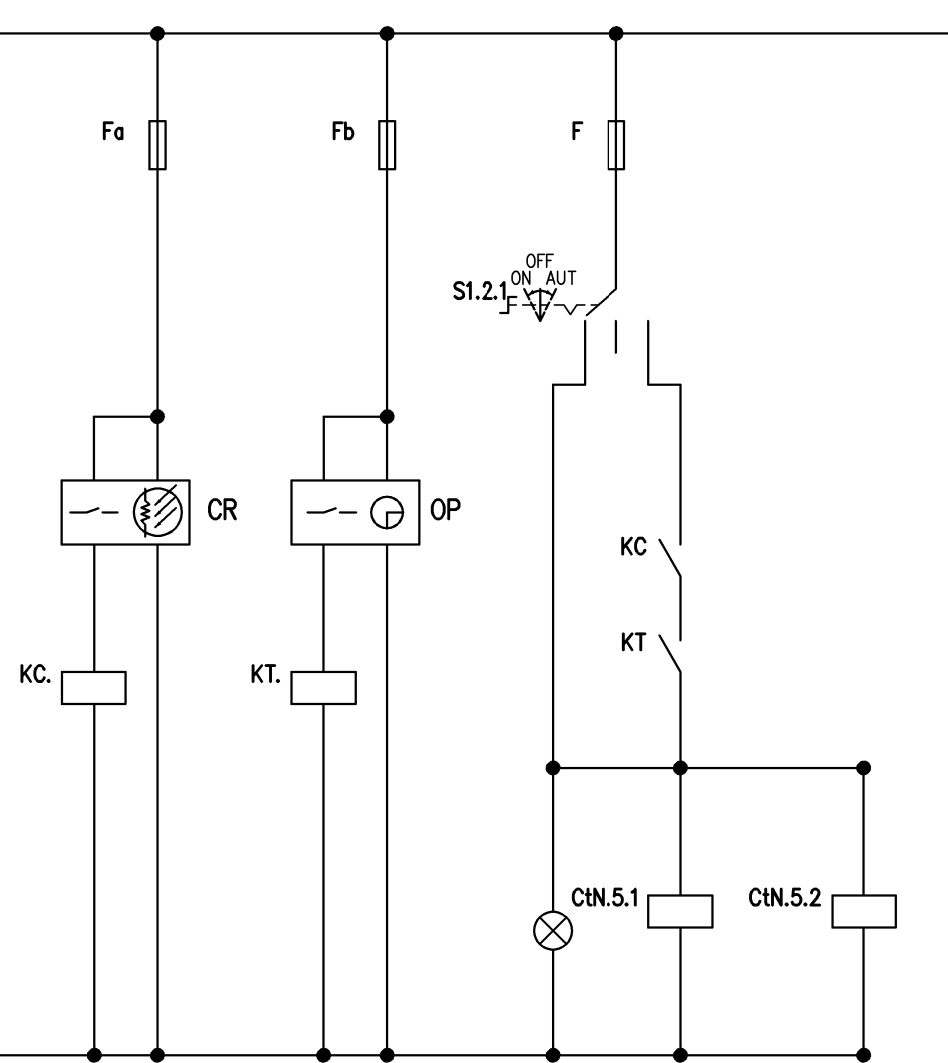 Fa
Fb
F
OFF
ON AUT
S1.2.1
CR
OP
KC
KT
KC.
KT.
CtN.5.1
CtN.5.2